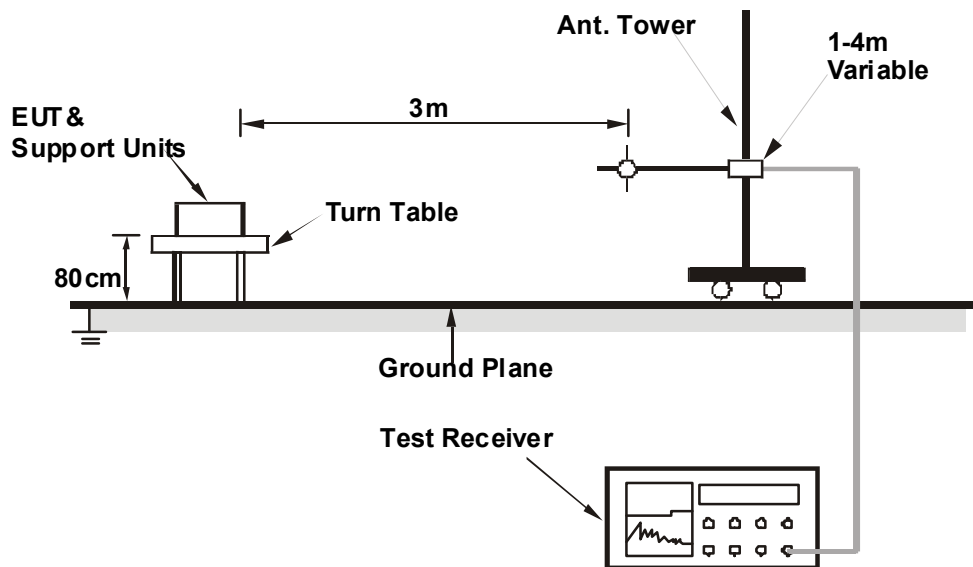 Ant. Tower
1-4m
Variable
3m
EUT&
Support Units
Turn Table
80cm
Ground Plane
Test Receiver